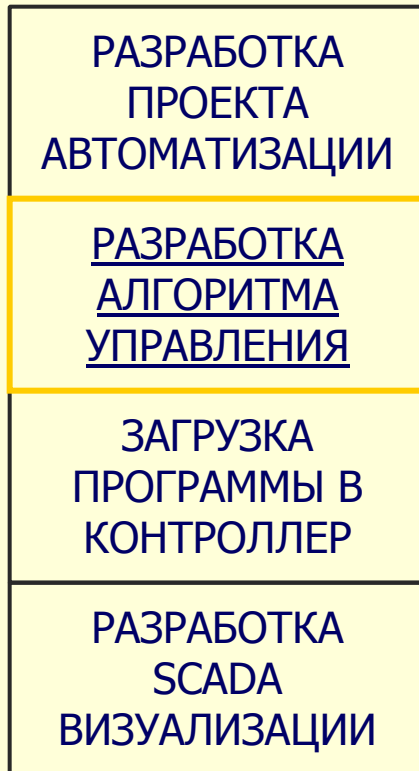 РАЗРАБОТКА
ПРОЕКТА
АВТОМАТИЗАЦИИ
РАЗРАБОТКА
АЛГОРИТМА
УПРАВЛЕНИЯ
ЗАГРУЗКА
ПРОГРАММЫ В
КОНТРОЛЛЕР
РАЗРАБОТКА
SCADA
ВИЗУАЛИЗАЦИИ